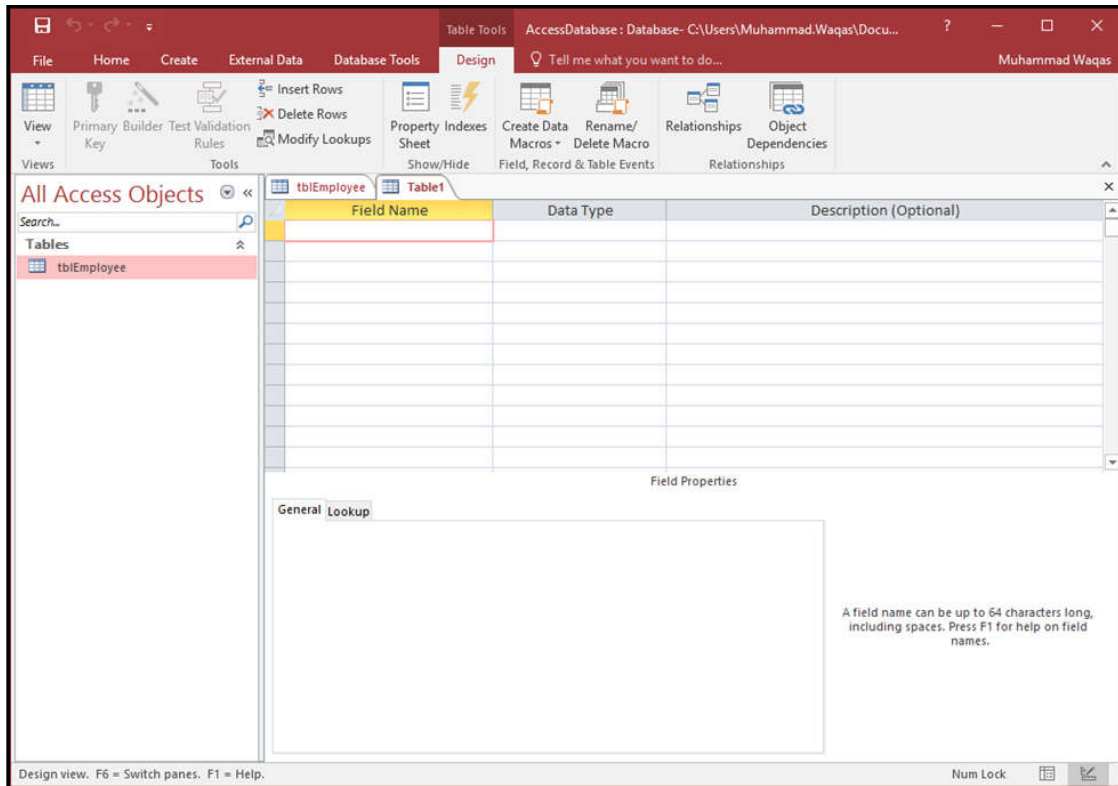 Table Tools
AccessDatabase : Database- C:\Users\Muhammad.Waqas\Docu...
?
File
Home
Create
External Data
Database Tools
Design
Tell me what you want to do...
Muhammad Waqas
View
Primary Key
Builder
Test Validation Rules
Insert Rows
Delete Rows
Modify Lookups
Property Sheet
Indexes
Create Data Macros
Rename/ Delete Macro
Relationships
Object Dependencies
Views
Tools
Show/Hide
Field, Record & Table Events
Relationships
All Access Objects
Search...
Tables
tblEmployee
tblEmployee
Table1
Field Name
Data Type
Description (Optional)
Field Properties
General
Lookup
A field name can be up to 64 characters long,
including spaces. Press F1 for help on field
names.
Design view. F6 = Switch panes. F1 = Help.
Num Lock